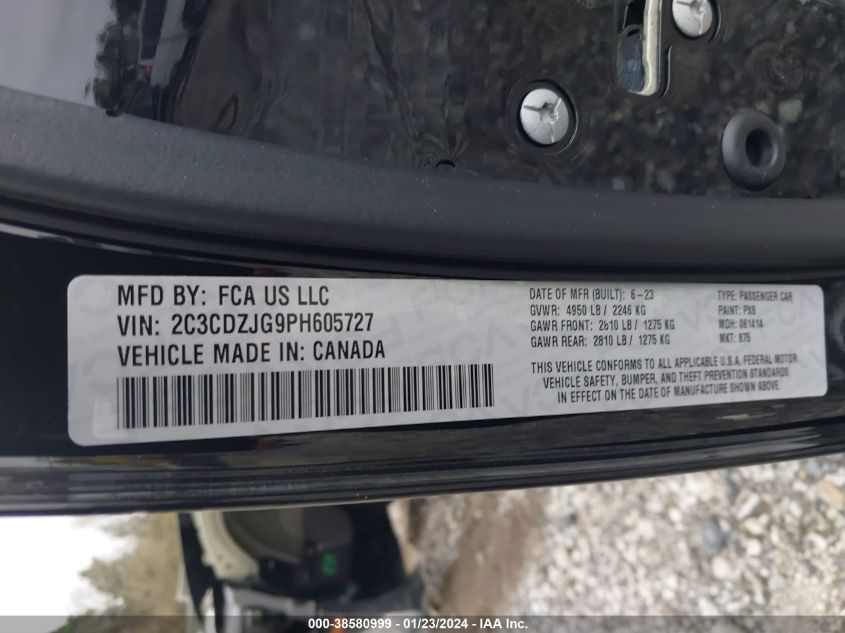 MFD BY: FCA US LLC
VIN: 2C3CDZJG9PH605727
VEHICLE MADE IN: CANADA
DATE OF MFR (BUILT): 6-23
GVWR: 4950 LB / 2246 KG
GAWR FRONT: 2810 LB / 1275 KG
GAWR REAR: 2810 LB / 1275 KG
TYPE: PASSENGER CAR
PAINT: PX8
MDH: 061414
MKT: B75
THIS VEHICLE CONFORMS TO ALL APPLICABLE U.S.A. FEDERAL MOTOR
VEHICLE SAFETY, BUMPER, AND THEFT PREVENTION STANDARDS
IN EFFECT ON THE DATE OF MANUFACTURE SHOWN ABOVE.
000-38580999 - 01/23/2024 - IAA Inc.